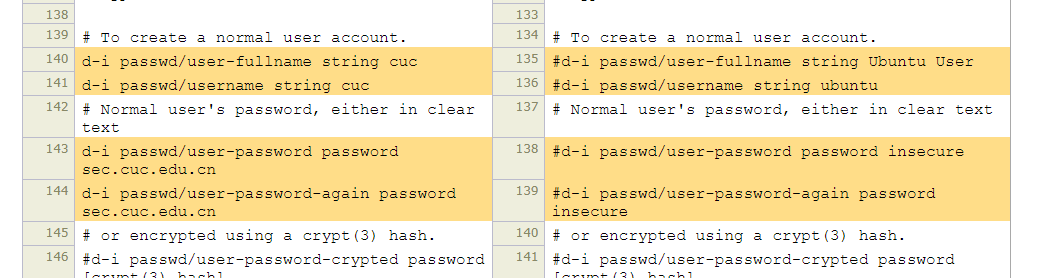 138
133
139 # To create a normal user account.
134 # To create a normal user account.
140 d-i passwd/user-fullname string cuc
135 #d-i passwd/user-fullname string Ubuntu User
141 d-i passwd/username string cuc
136 #d-i passwd/username string ubuntu
142 # Normal user's password, either in clear
text
137 # Normal user's password, either in clear text
143 d-i passwd/user-password password
sec.cuc.edu.cn
138 #d-i passwd/user-password password insecure
144 d-i passwd/user-password-again password
sec.cuc.edu.cn
139 #d-i passwd/user-password-again password
insecure
145 # or encrypted using a crypt(3) hash.
140 # or encrypted using a crypt(3) hash.
146 #d-i passwd/user-password-crypted password
[crypt(3) hash]
141 #d-i passwd/user-password-crypted password
[crypt(3) hash]